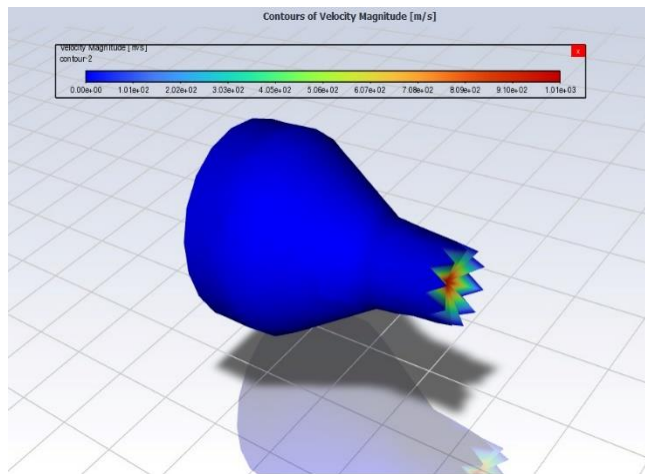 Contours of Velocity Magnitude [m/s]
Velocity Magnitude [m/s]
contour-2
x
0.00e+00 1.01e+02 2.02e+02 3.03e+02 4.05e+02 5.06e+02 6.07e+02 7.08e+02 8.09e+02 9.10e+02 1.01e+03